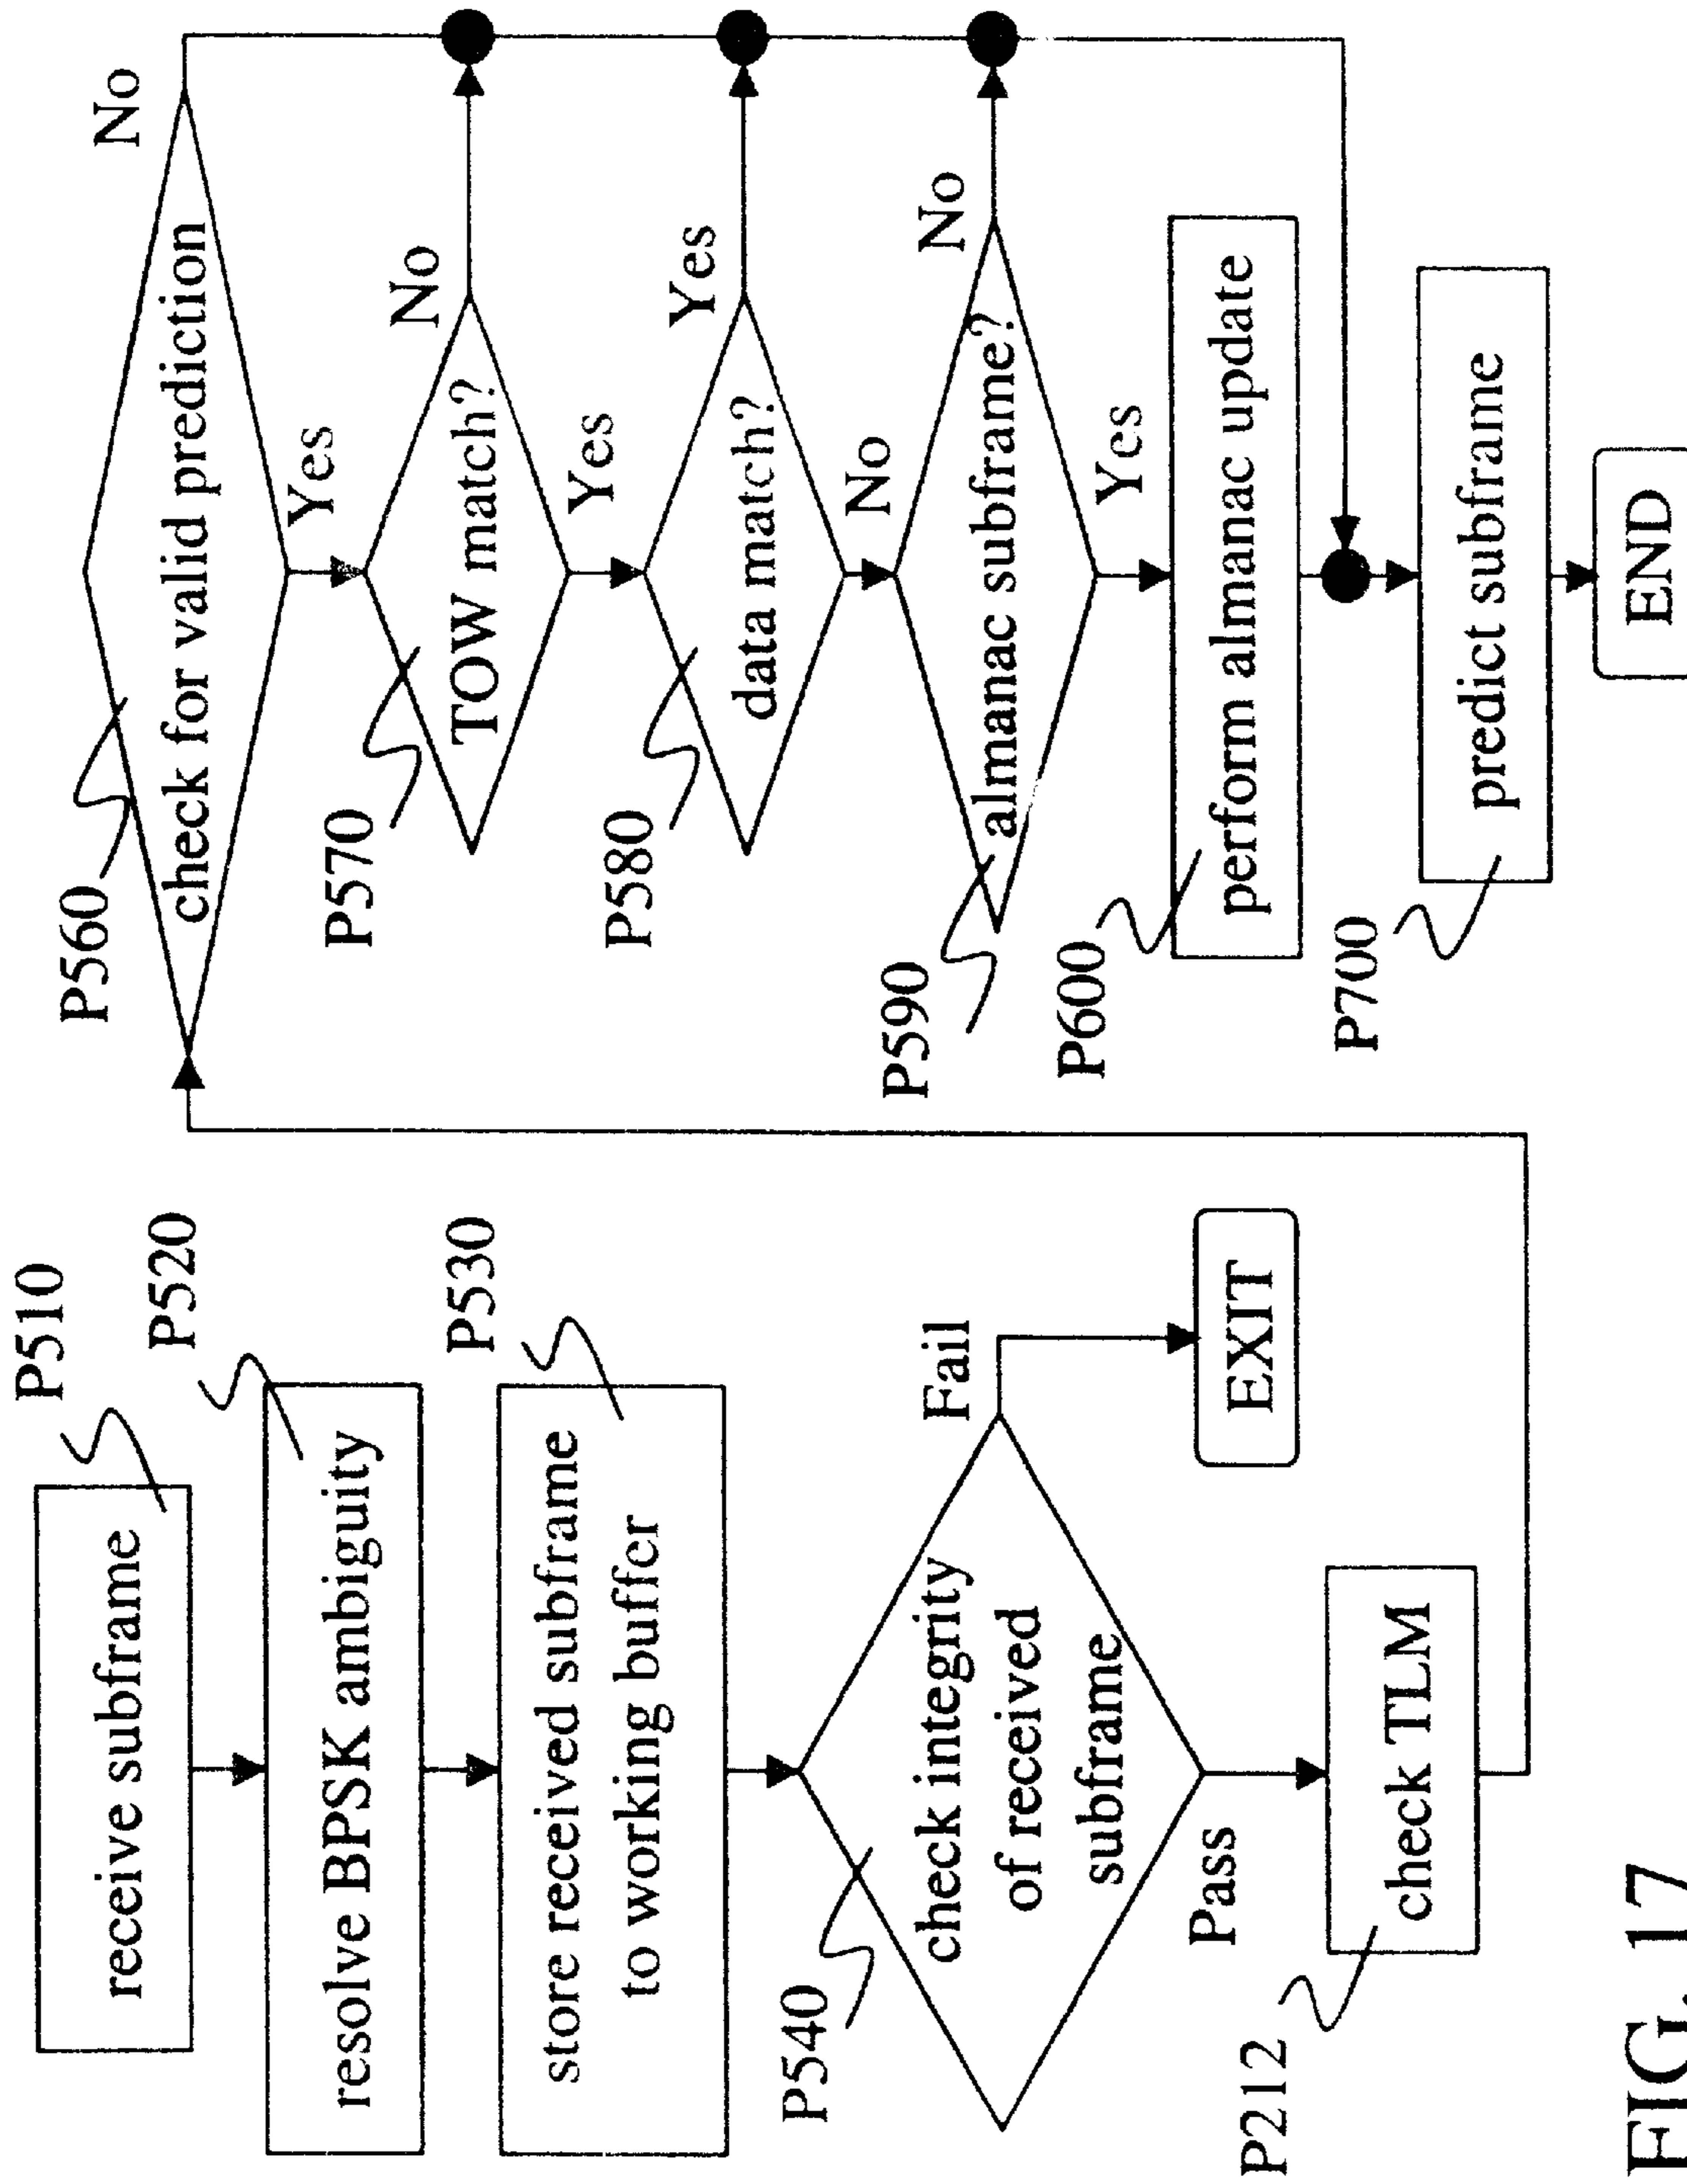 P510
receive subframe
P520
resolve BPSK ambiguity
P530
store received subframe
to working buffer
P540
check integrity
of received
subframe
Fail
EXIT
Pass
P212
check TLM
P560
check for valid prediction
No
Yes
P570
TOW match?
No
Yes
P580
data match?
Yes
No
P590
almanac subframe?
No
Yes
P600
perform almanac update
P700
predict subframe
END
FIG. 17